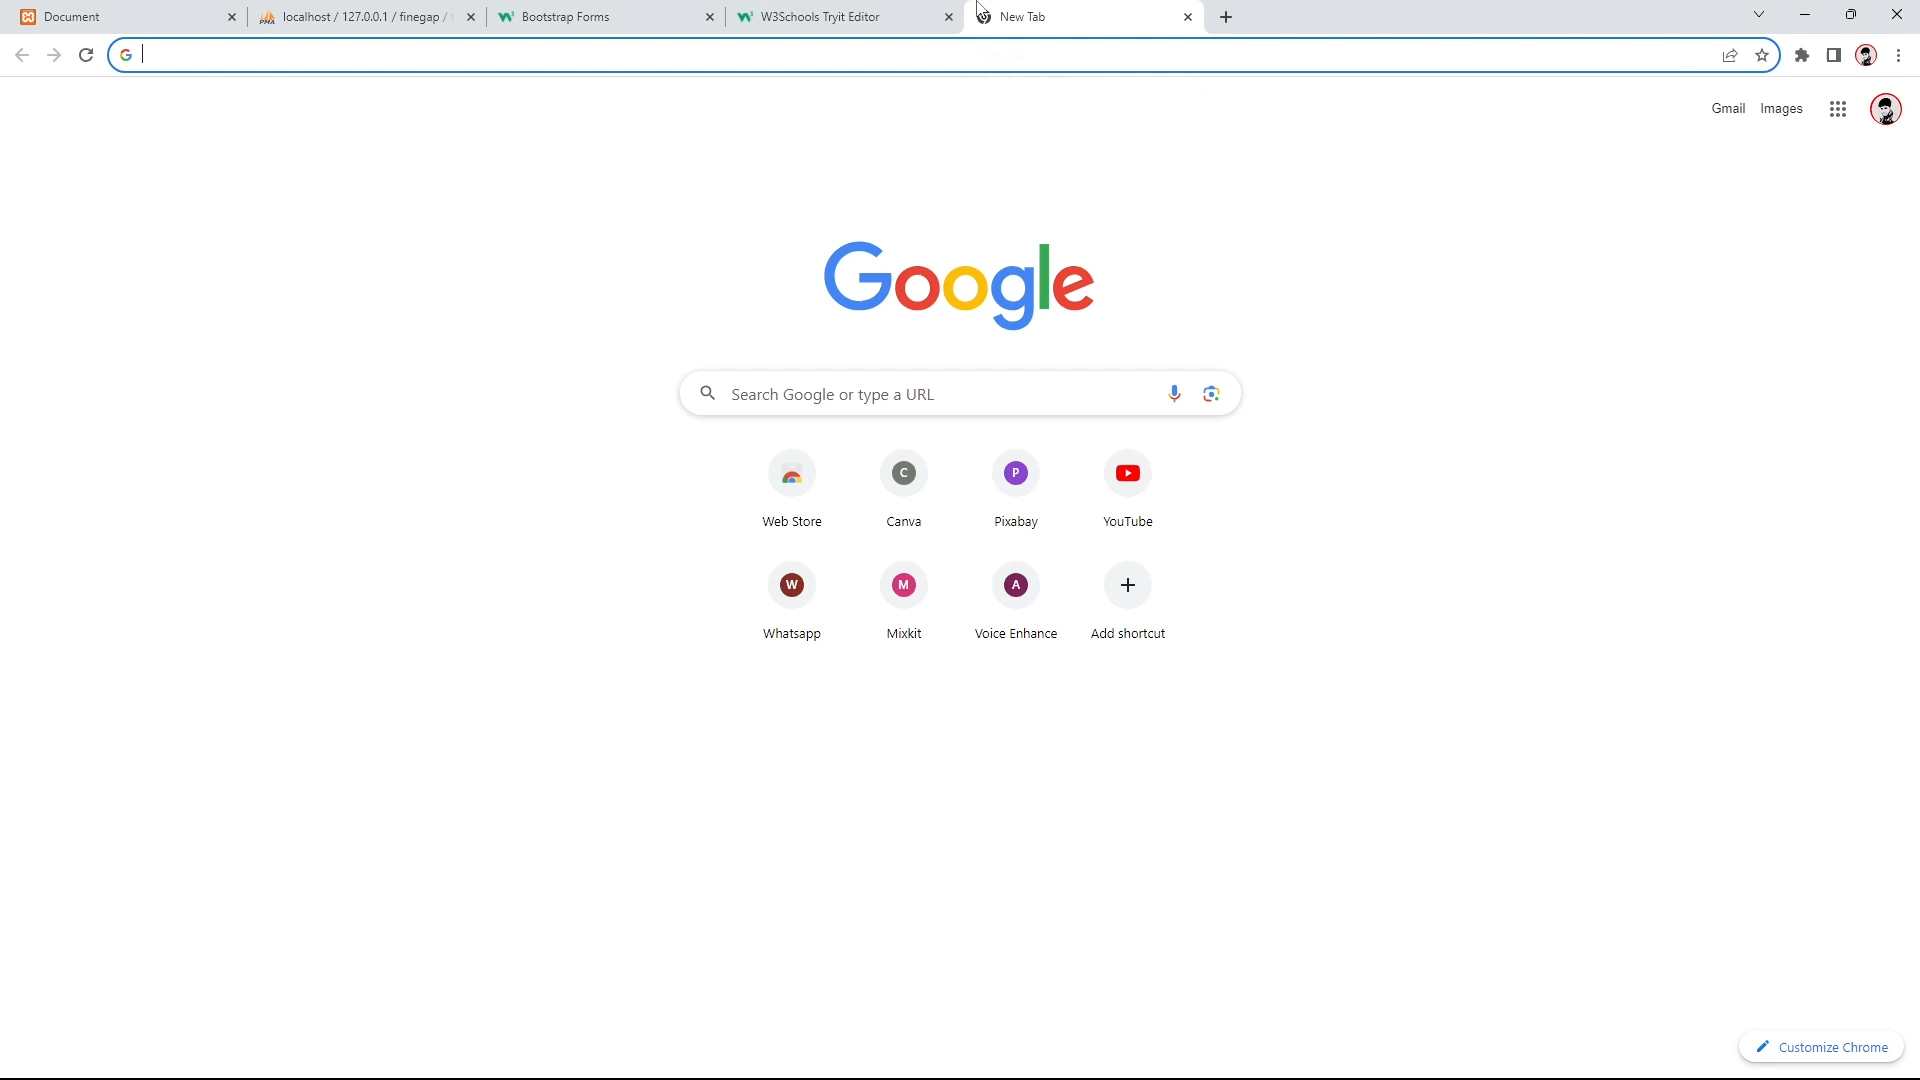 Document
localhost / 127.0.0.1 / finegap /
Bootstrap Forms
W3Schools Tryit Editor
New Tab
Gmail Images
Google
Search Google or type a URL
Web Store Canva Pixabay YouTube
Whatsapp Mixkit Voice Enhance Add shortcut
C P
W M A
Customize Chrome